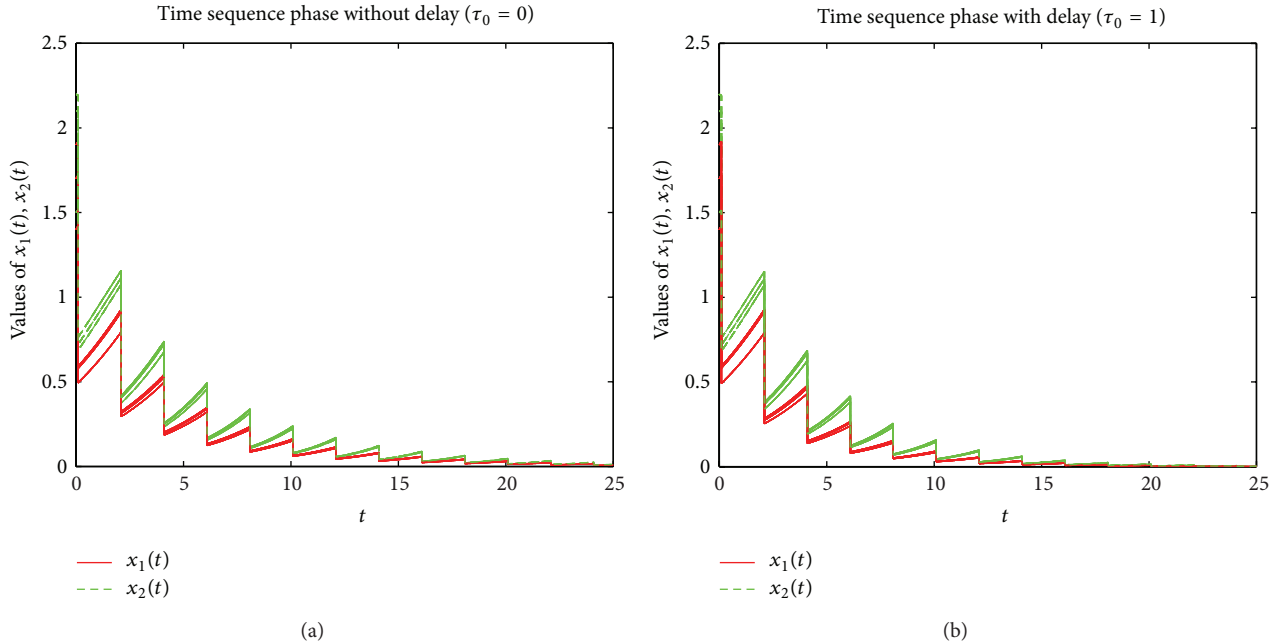 Time sequence phase without delay (τ₀ = 0)
2.5
2
1.5
1
0.5
0
Values of x₁(t), x₂(t)
0
5
10
15
20
25
t
x₁(t)
x₂(t)
(a)
Time sequence phase with delay (τ₀ = 1)
2.5
2
1.5
1
0.5
0
Values of x₁(t), x₂(t)
0
5
10
15
20
25
t
x₁(t)
x₂(t)
(b)